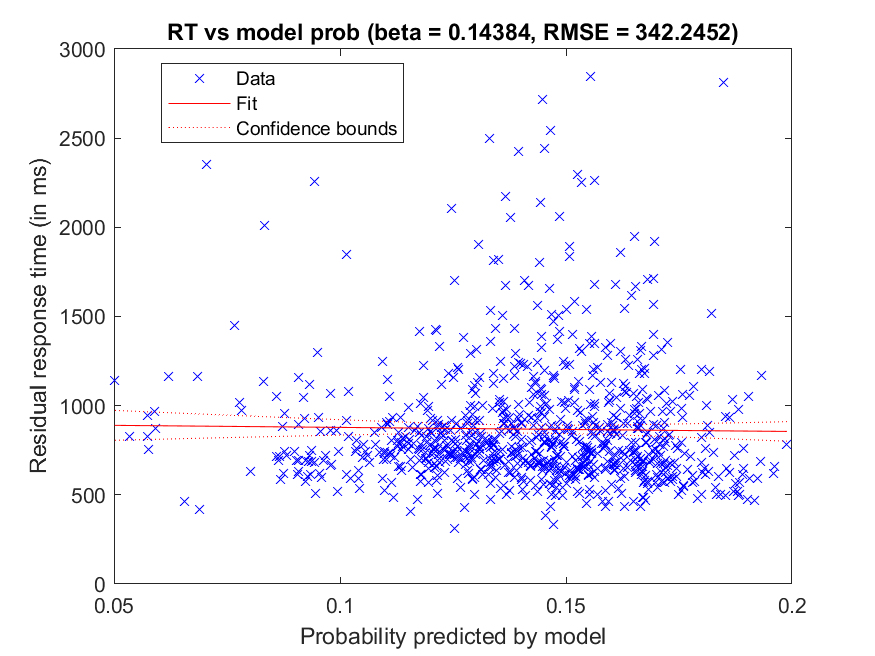 RT vs model prob (beta = 0.14384, RMSE = 342.2452)
3000
2500
2000
1500
1000
500
0
Residual response time (in ms)
Data
Fit
Confidence bounds
0.05
0.1
0.15
0.2
Probability predicted by model